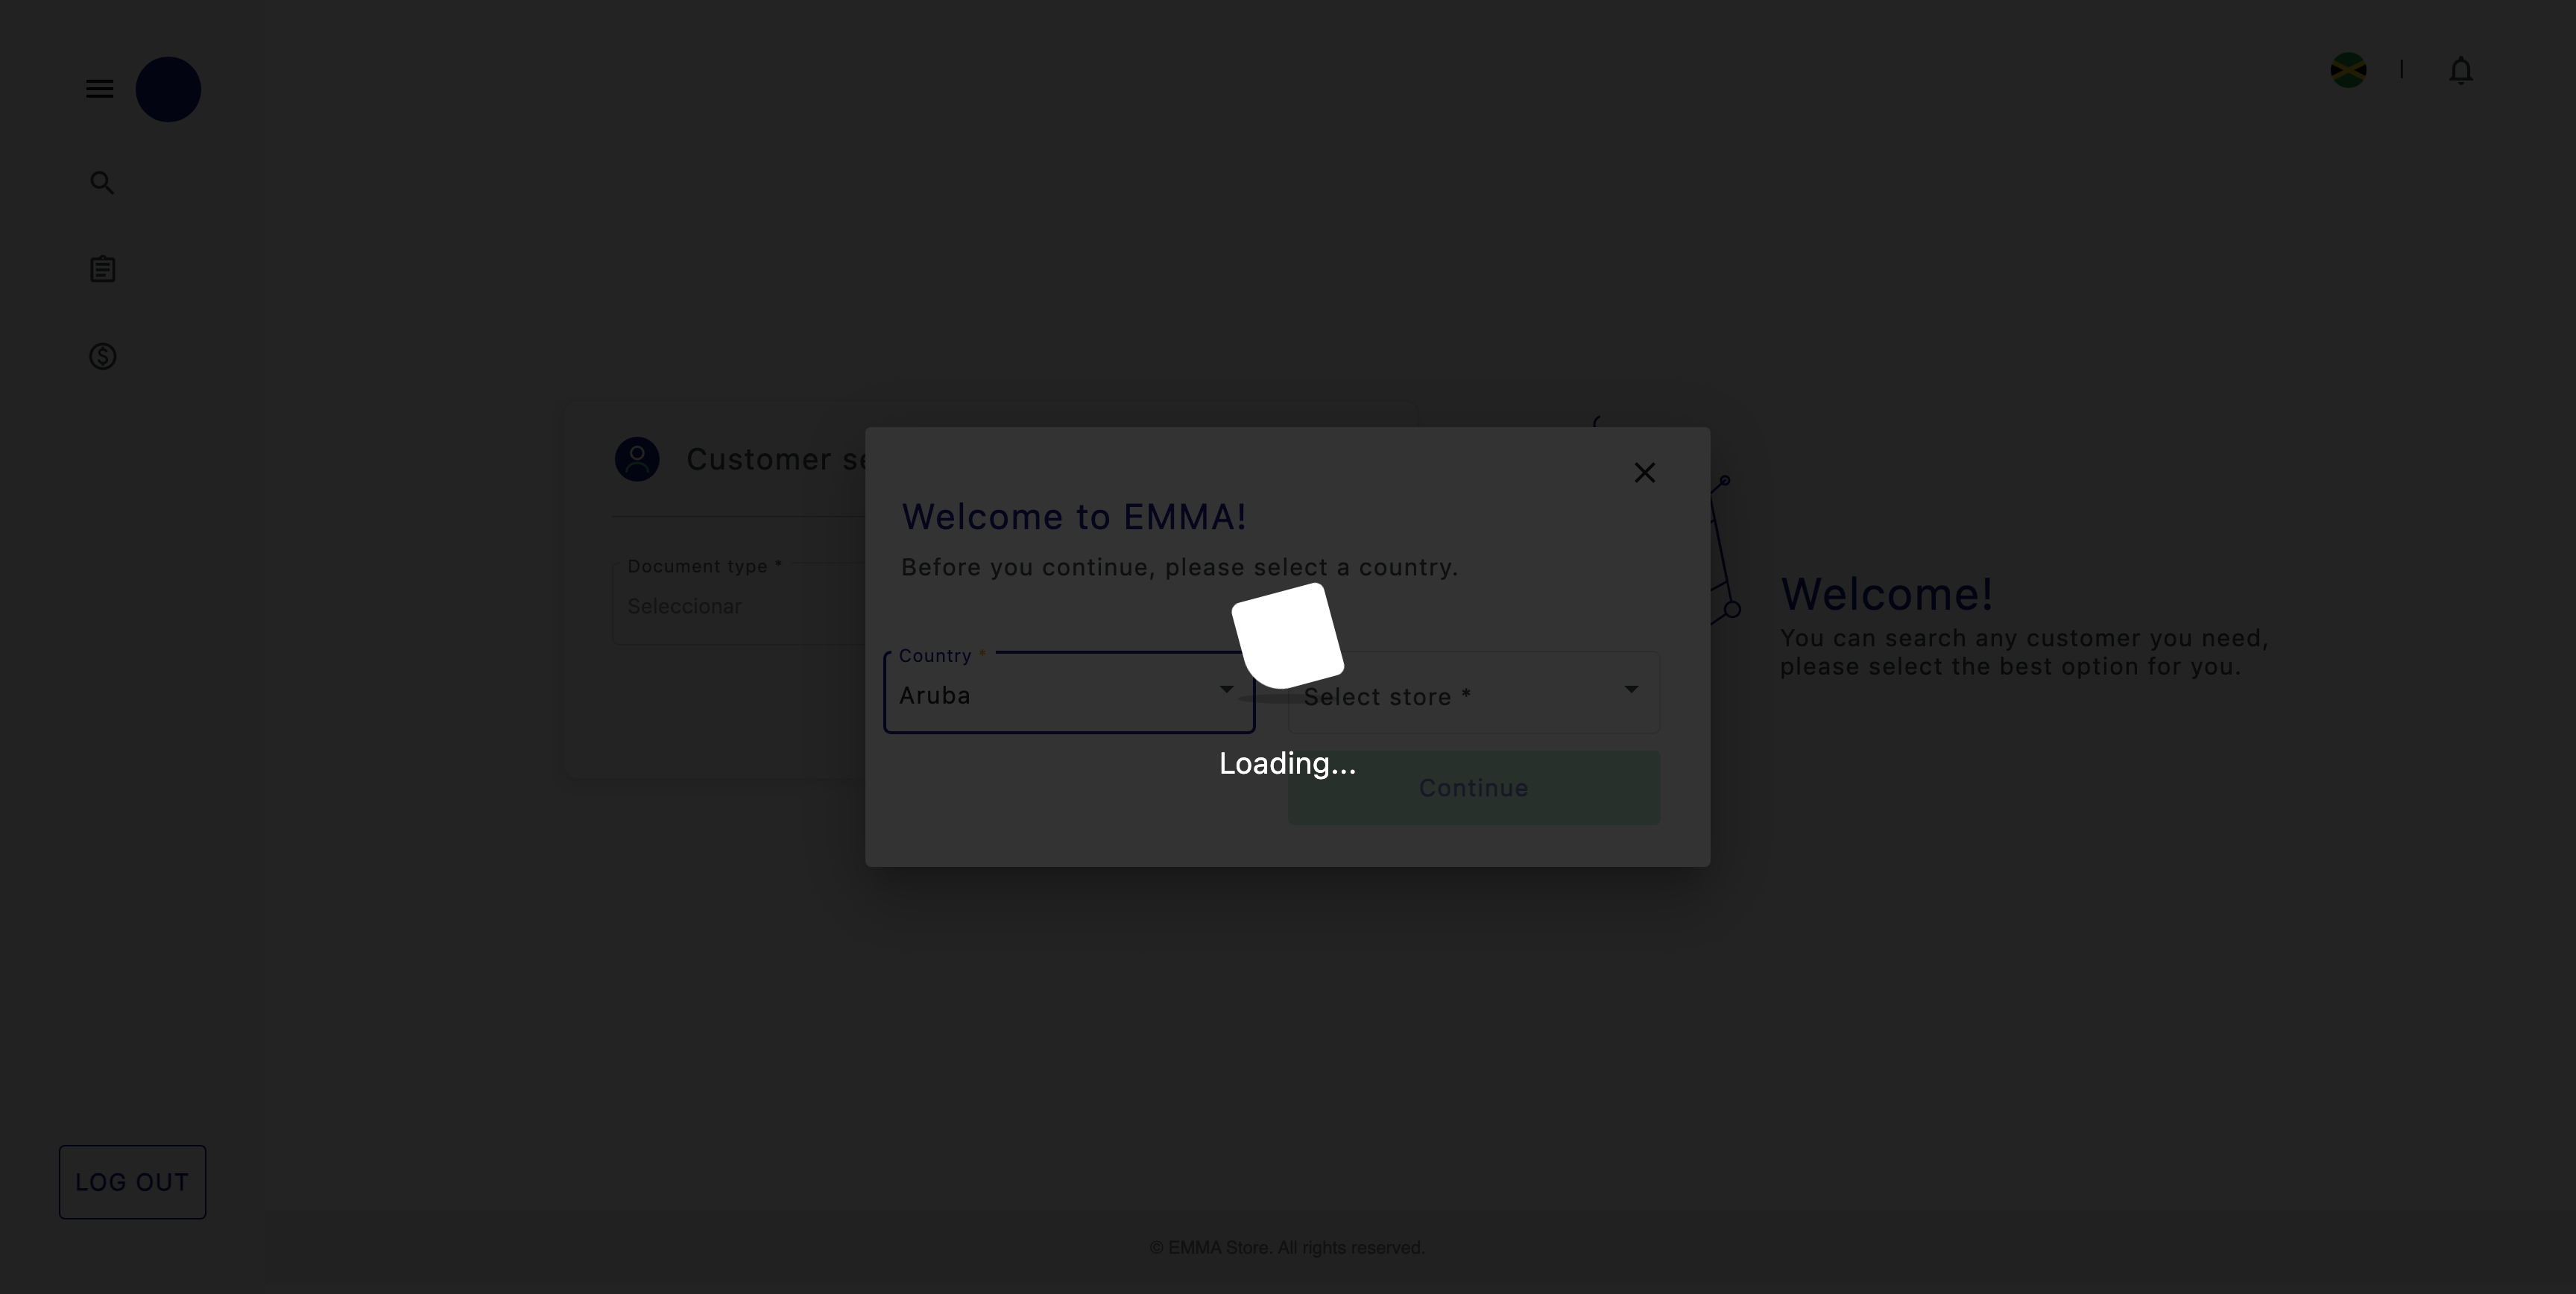 Customer se
Document type *
Seleccionar
Welcome to EMMA!
Before you continue, please select a country.
Country *
Aruba
Select store *
Loading...
Continue
Welcome!
You can search any customer you need,
please select the best option for you.
LOG OUT
© EMMA Store. All rights reserved.